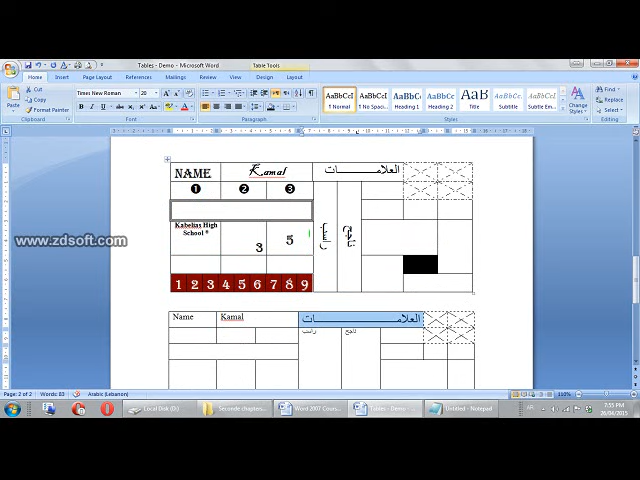 Tables - Demo - Microsoft Word
Table Tools
Home Insert Page Layout References Mailings Review View Design Layout
Cut
Copy
Format Painter
Paste
Clipboard
Times New Roman 20
Font
Paragraph
AaBbCcI AaBbCcI AaBbC AaBbCc AaB AaBbCc AaBbCcI
¶ Normal ¶ No Spaci... Heading 1 Heading 2 Title Subtitle Subtle Em...
Styles
Change Styles
Find
Replace
Select
Editing
NAME Kamal العلامـــــات
❶ ❷ ❸
Kabelias High School
3 5
راسب ناجح
1 2 3 4 5 6 7 8 9
www.zdsoft.com
Name Kamal العلامـــــات
راسب ناجح
Page: 2 of 2 Words: 83 Arabic (Lebanon) 110%
Local Disk (D:) Seconde chapters... Word 2007 Cours... Tables - Demo - ... Untitled - Notepad
7:55 PM
26/04/2015